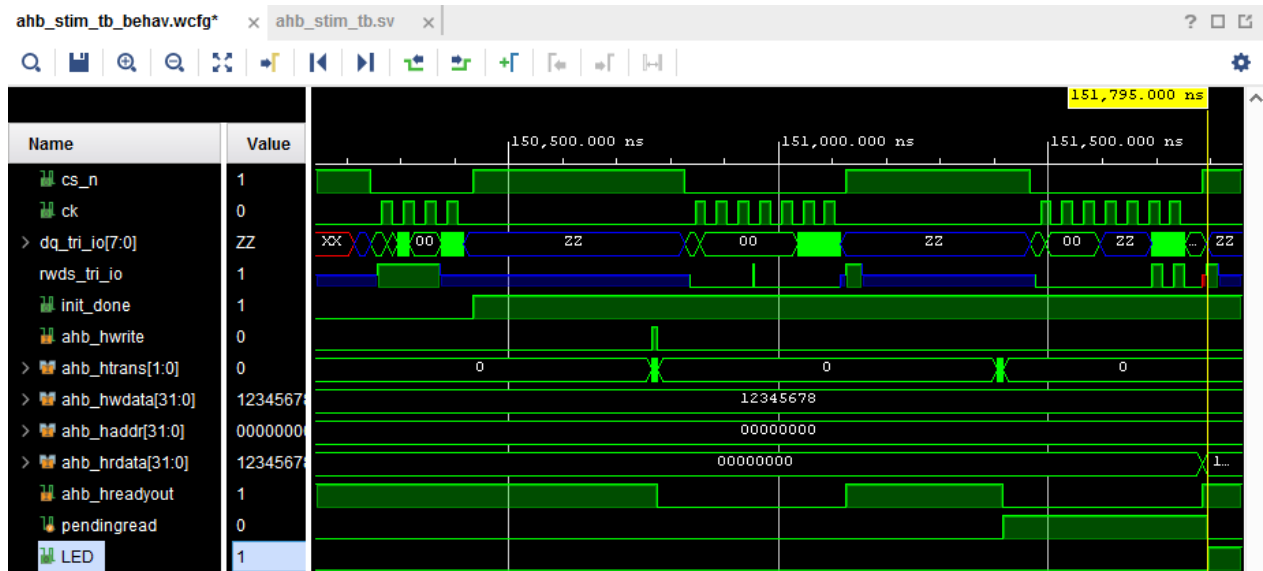 ahb_stim_tb_behav.wcfg* × ahb_stim_tb.sv × ?
151,795.000 ns
Name Value 150,500.000 ns 151,000.000 ns 151,500.000 ns
cs_n 1
ck 0
dq_tri_io[7:0] ZZ XX 00 ZZ 00 ZZ 00 ZZ ... ZZ
rwds_tri_io 1
init_done 1
ahb_hwrite 0
ahb_htrans[1:0] 0 0 0 0
ahb_hwdata[31:0] 12345678 12345678
ahb_haddr[31:0] 00000000 00000000
ahb_hrdata[31:0] 12345678 00000000 1...
ahb_hreadyout 1
pendingread 0
LED 1